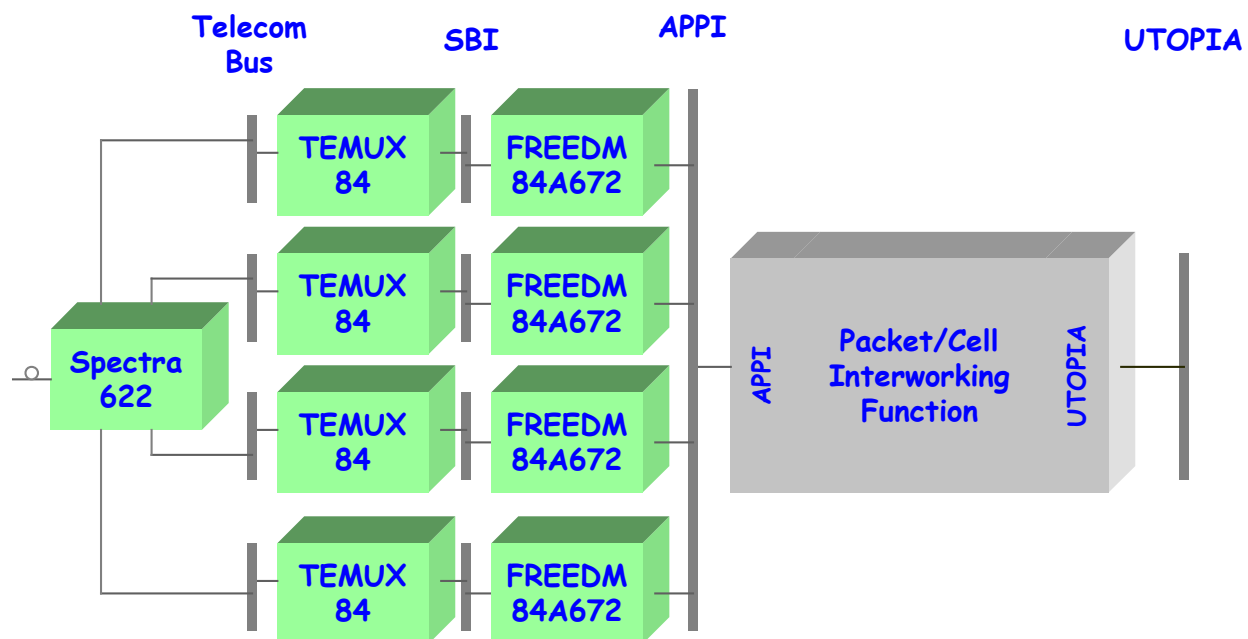 Telecom
Bus
SBI
APPI
UTOPIA
TEMUX
84
FREEDM
84A672
TEMUX
84
FREEDM
84A672
Spectra
622
TEMUX
84
FREEDM
84A672
TEMUX
84
FREEDM
84A672
APPI
Packet/Cell
Interworking
Function
UTOPIA